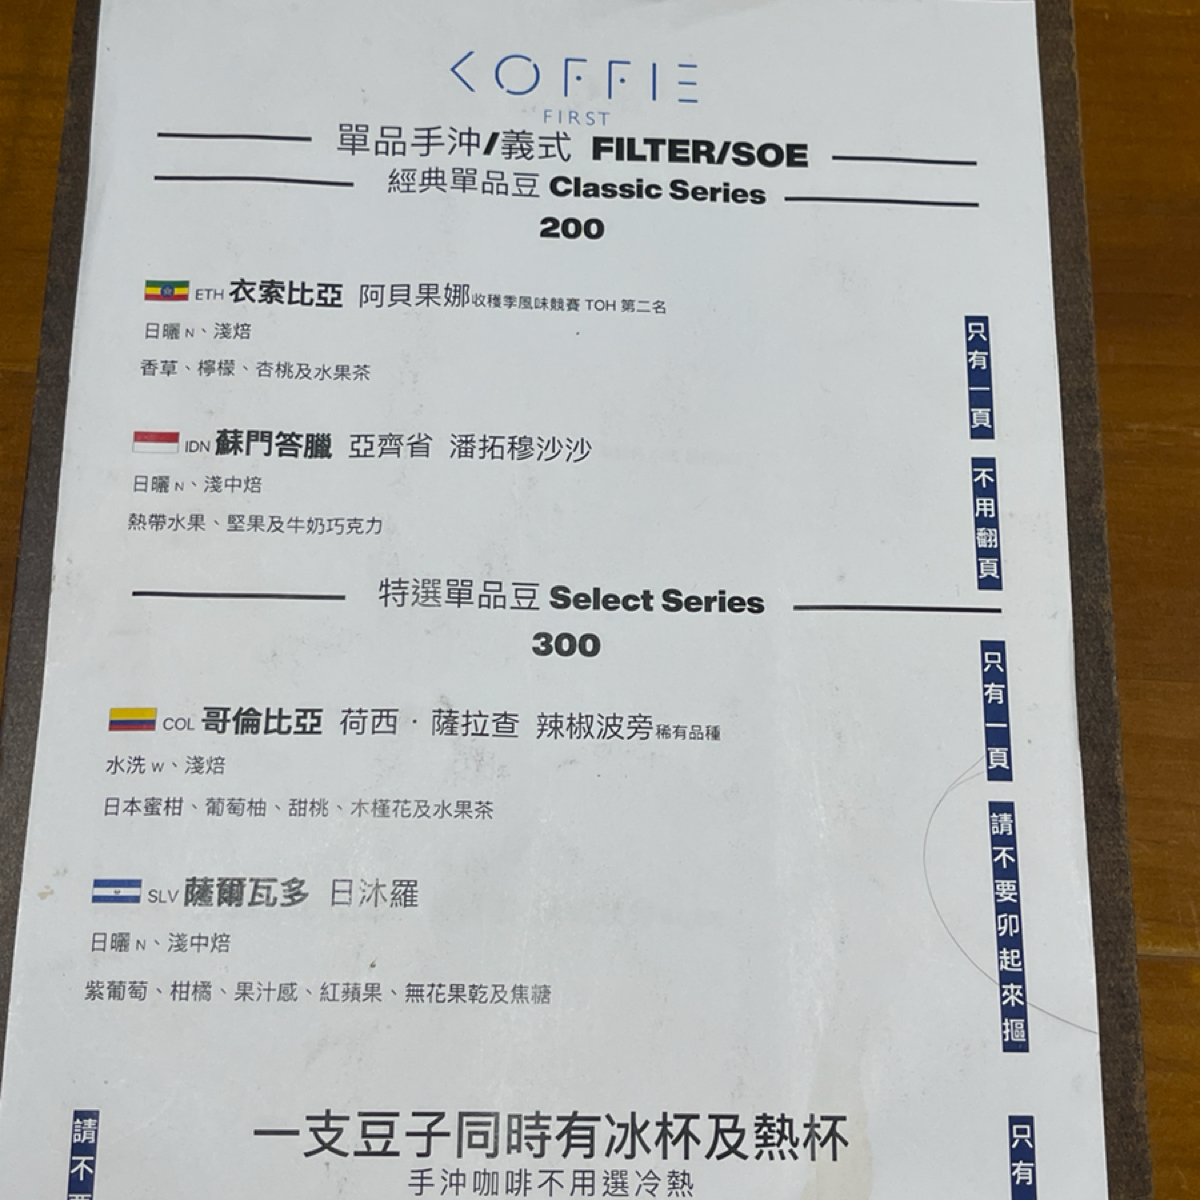 KOFFIE
FIRST
單品手沖/義式 FILTER/SOE
經典單品豆 Classic Series
200
ETH 衣索比亞 阿貝果娜收穫季風味競賽 TOH 第二名
日曬 N、淺焙
香草、檸檬、杏桃及水果茶
IDN 蘇門答臘 亞齊省 潘拓穆沙沙
日曬 N、淺中焙
熱帶水果、堅果及牛奶巧克力
特選單品豆 Select Series
300
COL 哥倫比亞 荷西·薩拉查 辣椒波旁稀有品種
水洗 W、淺焙
日本蜜柑、葡萄柚、甜桃、木槿花及水果茶
SLV 薩爾瓦多 日沐羅
日曬 N、淺中焙
紫葡萄、柑橘、果汁感、紅蘋果、無花果乾及焦糖
一支豆子同時有冰杯及熱杯
手沖咖啡不用選冷熱
只有一頁
不用翻頁
只有一頁
請不要卯起來摳
只有
請不